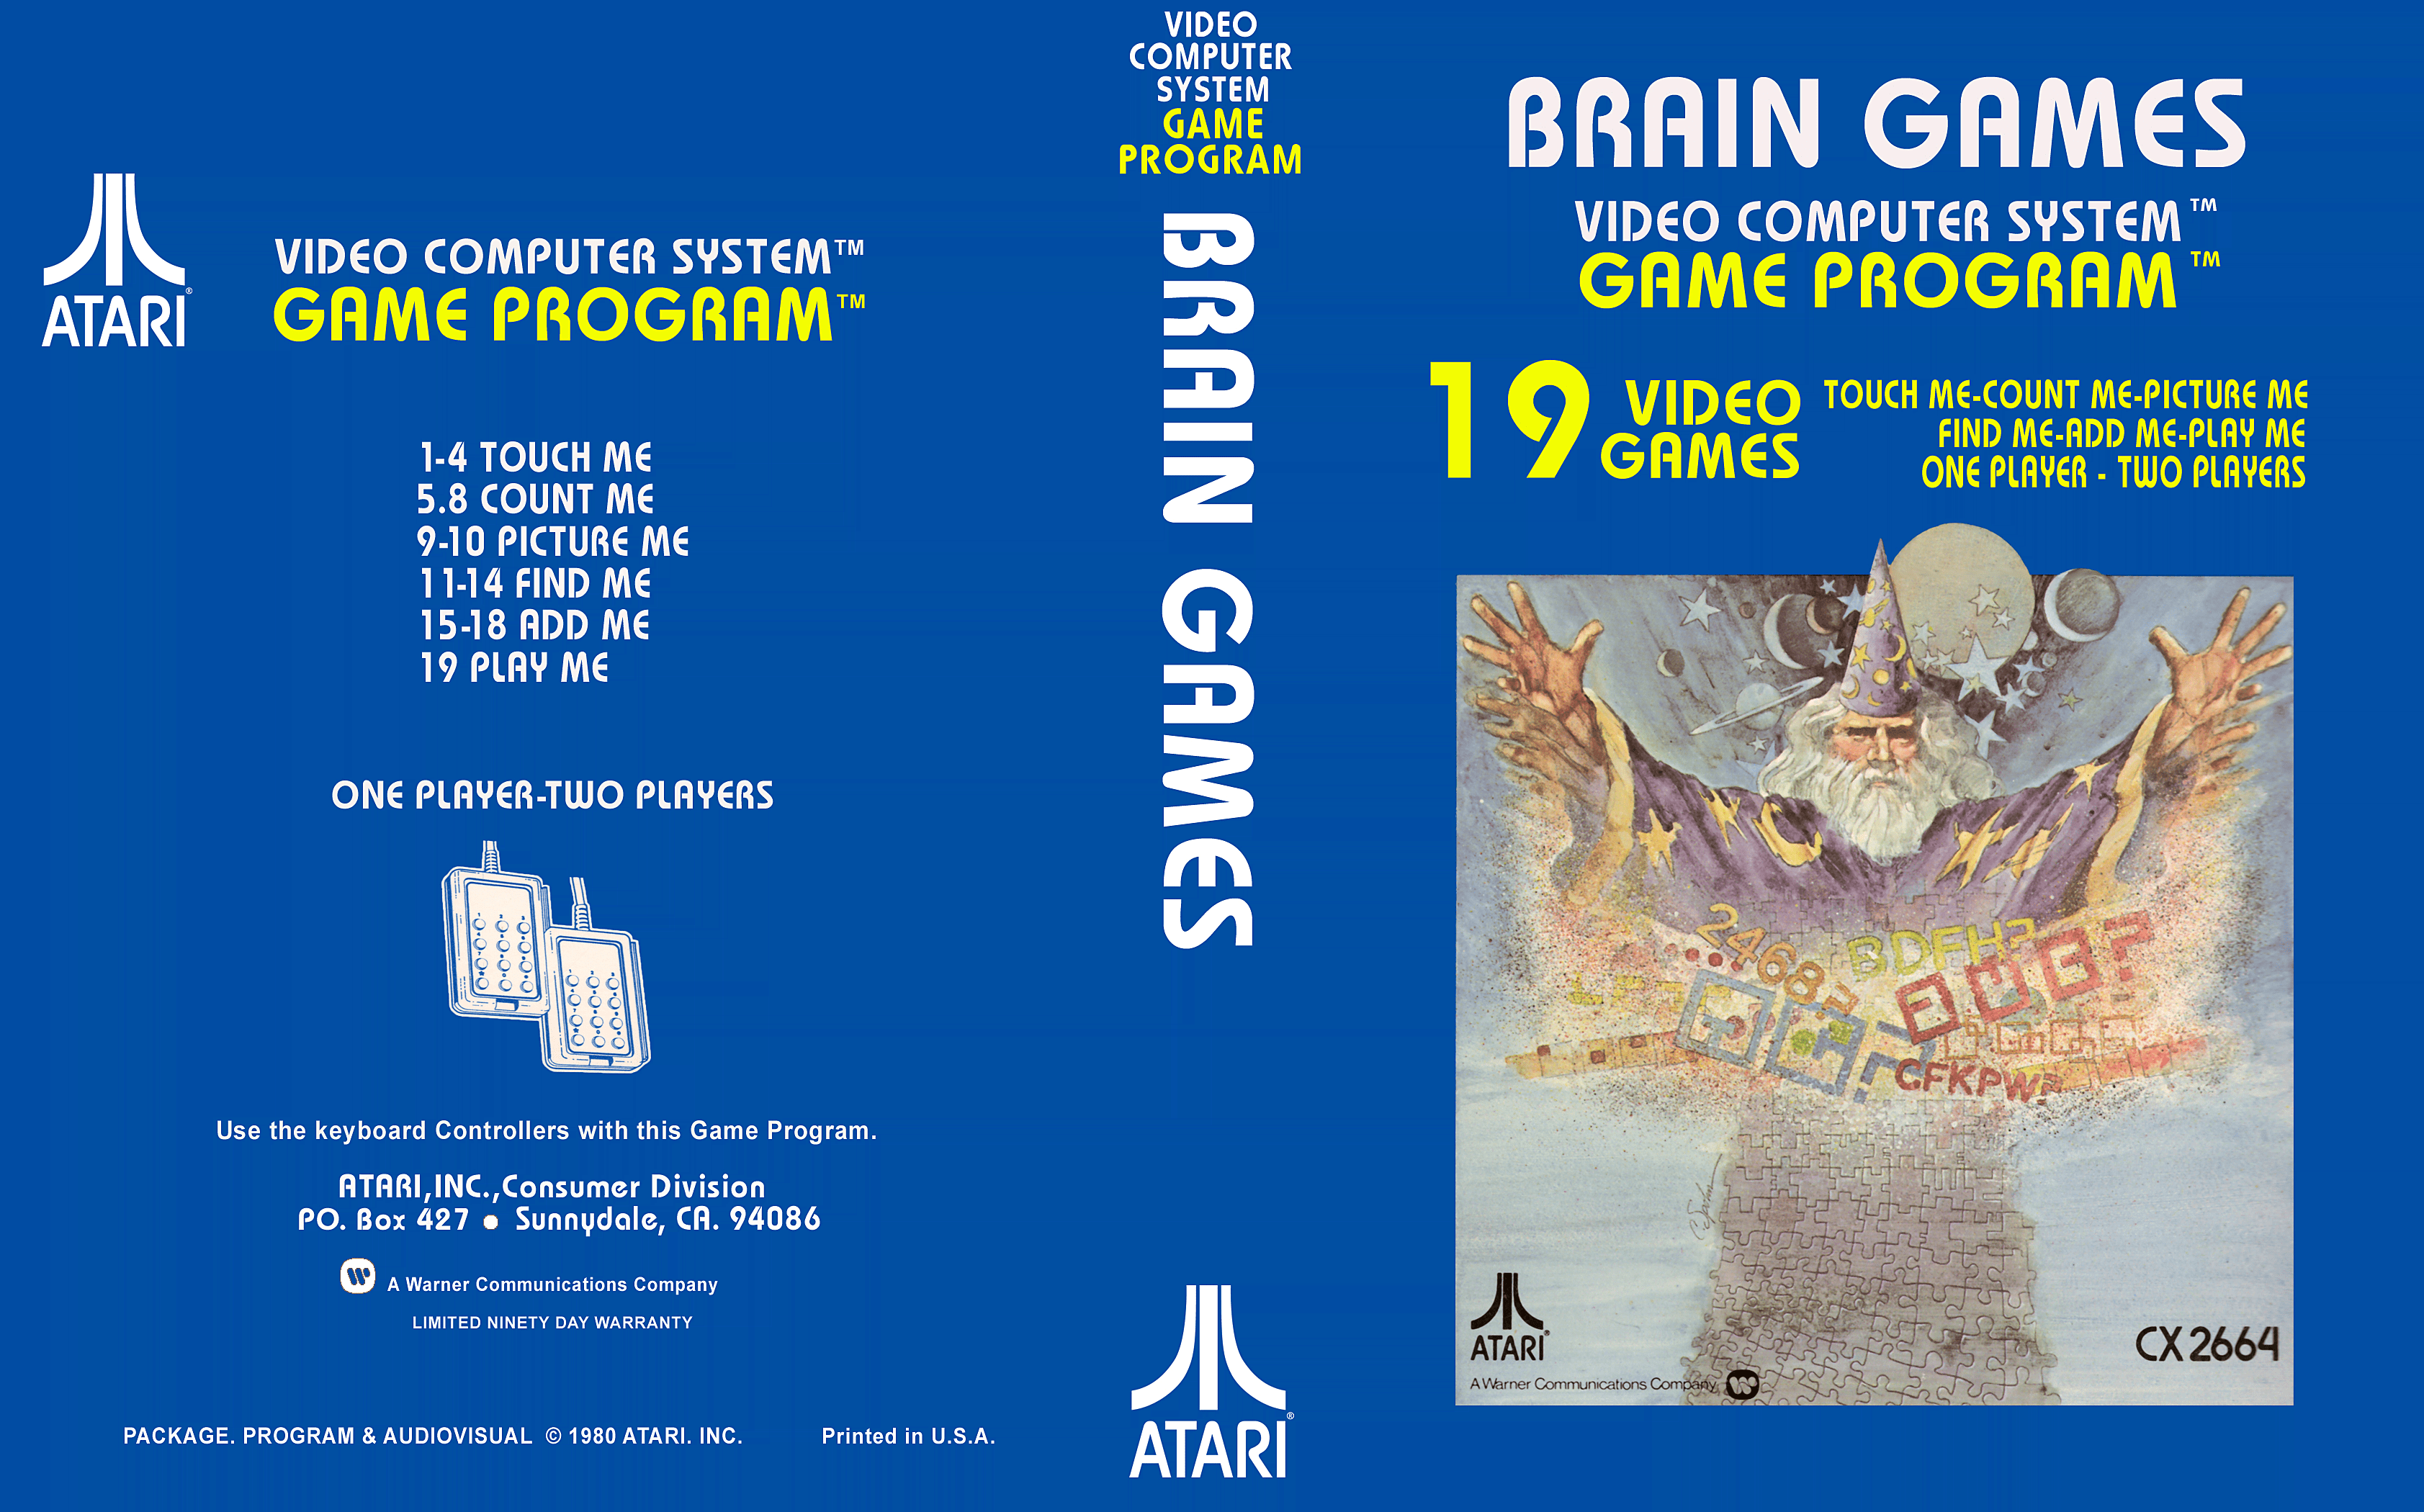 VIDEO COMPUTER SYSTEM™
GAME PROGRAM™
ATARI®
1-4 TOUCH ME
5.8 COUNT ME
9-10 PICTURE ME
11-14 FIND ME
15-18 ADD ME
19 PLAY ME
ONE PLAYER-TWO PLAYERS
Use the keyboard Controllers with this Game Program.
ATARI,INC.,Consumer Division
PO. Box 427 ● Sunnydale, CA. 94086
A Warner Communications Company
LIMITED NINETY DAY WARRANTY
PACKAGE. PROGRAM & AUDIOVISUAL © 1980 ATARI. INC.
Printed in U.S.A.
VIDEO
COMPUTER
SYSTEM
GAME
PROGRAM
BRAIN GAMES
ATARI®
BRAIN GAMES
VIDEO COMPUTER SYSTEM™
GAME PROGRAM™
19 VIDEO GAMES
TOUCH ME-COUNT ME-PICTURE ME
FIND ME-ADD ME-PLAY ME
ONE PLAYER - TWO PLAYERS
2468?
BDFH?
CFKPW?
ATARI®
CX2664
A Warner Communications Company